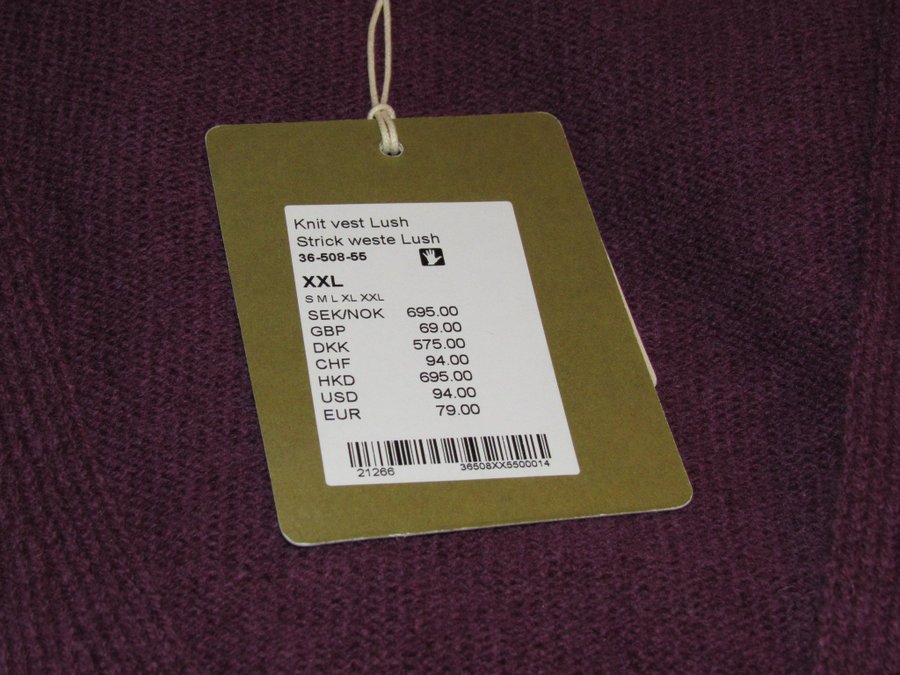 Knit vest Lush
Strick weste Lush
36-508-55
XXL
S M L XL XXL
SEK/NOK 695.00
GBP 69.00
DKK 575.00
CHF 94.00
HKD 695.00
USD 94.00
EUR 79.00
21266 36508XX5500014